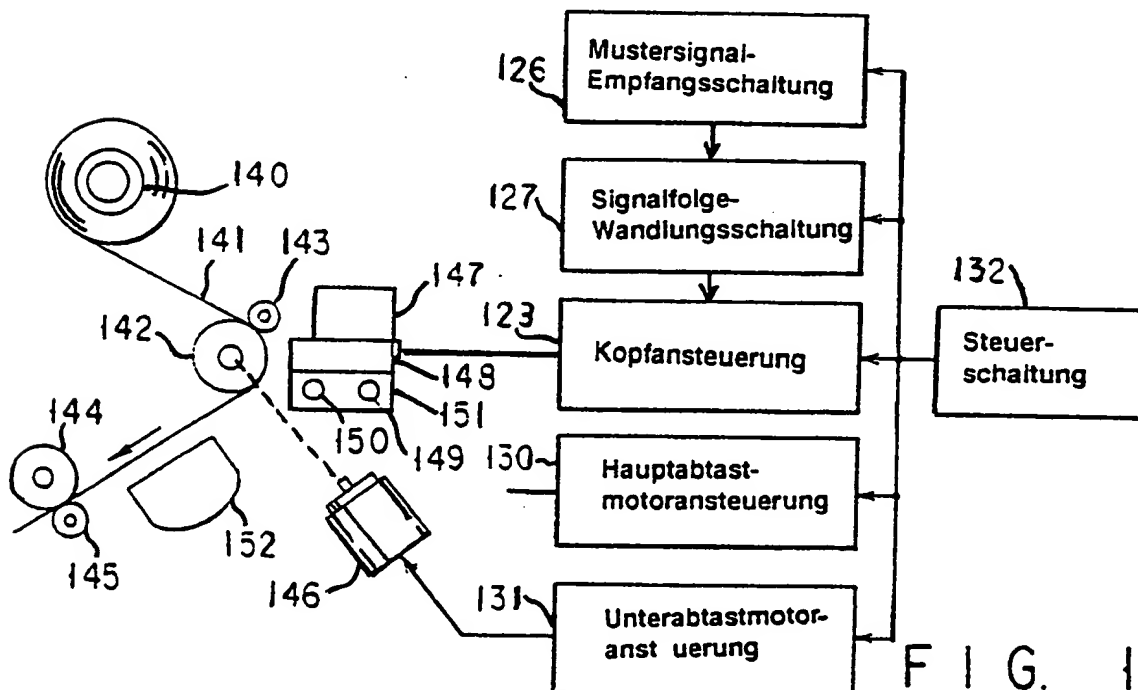 Mustersignal-
Empfangsschaltung
126
140
Signalfolge-
Wandlungsschaltung
127
141
143
147
132
142
123
Kopfansteuerung
Steuer-
schaltung
148
151
144
150
149
130
Hauptabtast-
motoransteuerung
152
145
146
131
Unterabtastmotor-
anst uerung
FIG. 1